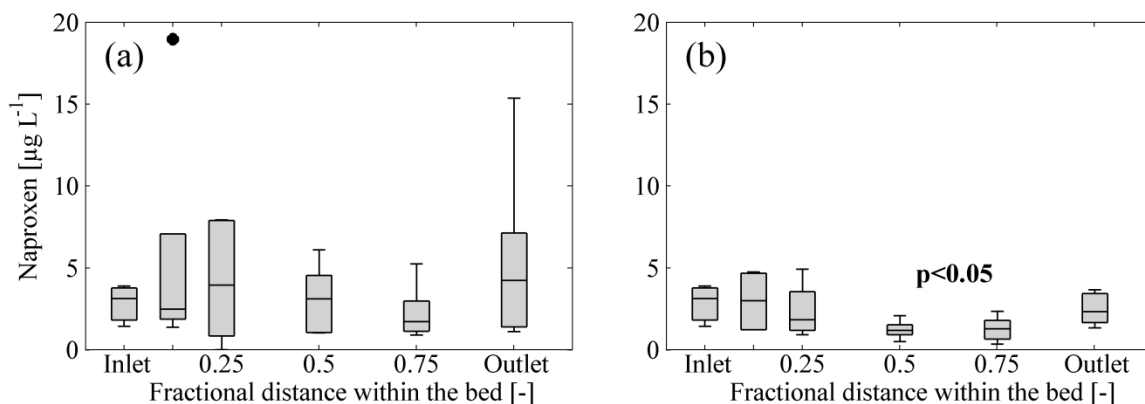 (a)
Naproxen [µg L⁻¹]
20
15
10
5
0
Inlet 0.25 0.5 0.75 Outlet
Fractional distance within the bed [-]
(b)
20
15
10
5
0
p<0.05
Inlet 0.25 0.5 0.75 Outlet
Fractional distance within the bed [-]